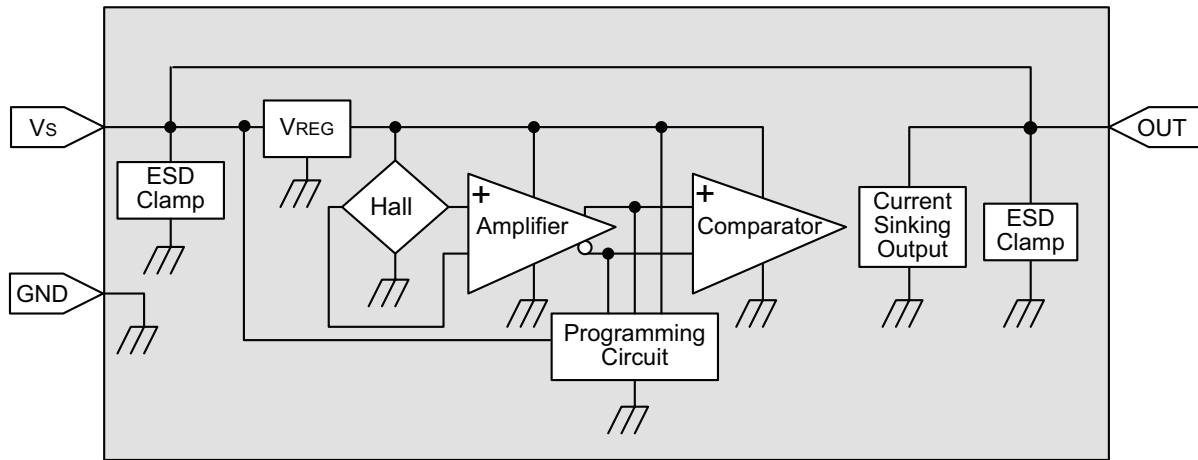 VS
VREG
OUT
ESD
Clamp
Hall
+
Amplifier
+
Comparator
Current
Sinking
Output
ESD
Clamp
GND
Programming
Circuit